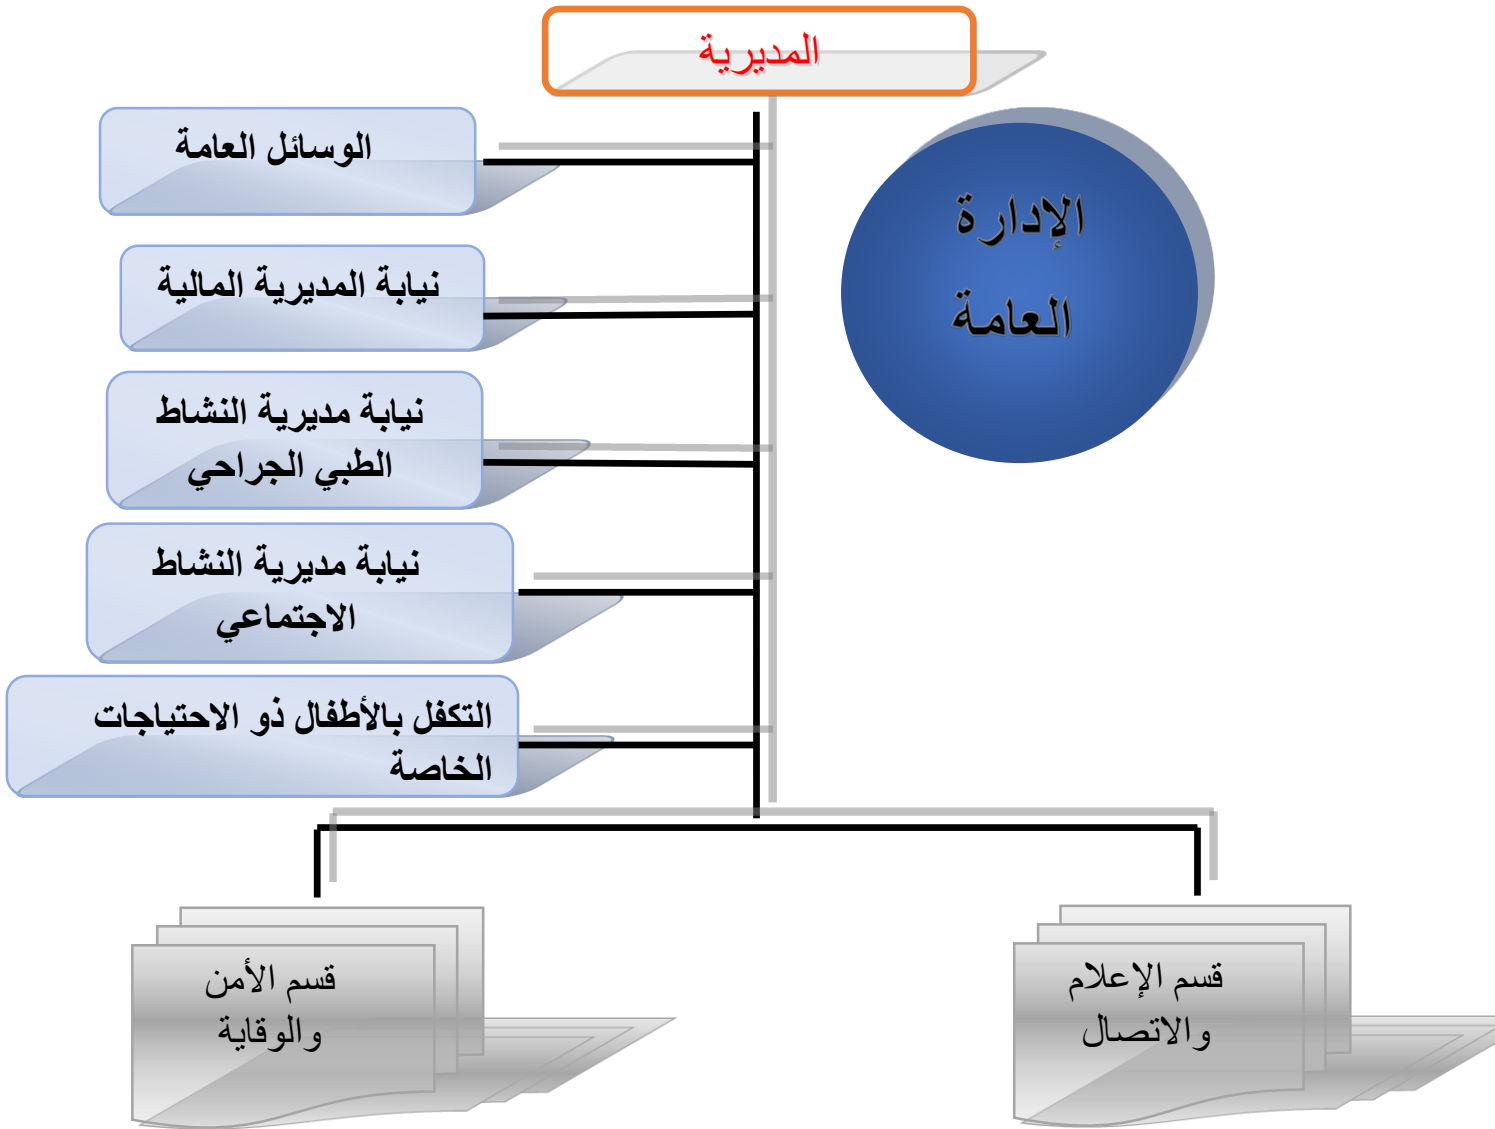 المديرية
الإدارة
العامة
الوسائل العامة
نيابة المديرية المالية
نيابة مديرية النشاط
الطبي الجراحي
نيابة مديرية النشاط
الاجتماعي
التكفل بالأطفال ذو الاحتياجات
الخاصة
قسم الإعلام
والاتصال
قسم الأمن
والوقاية